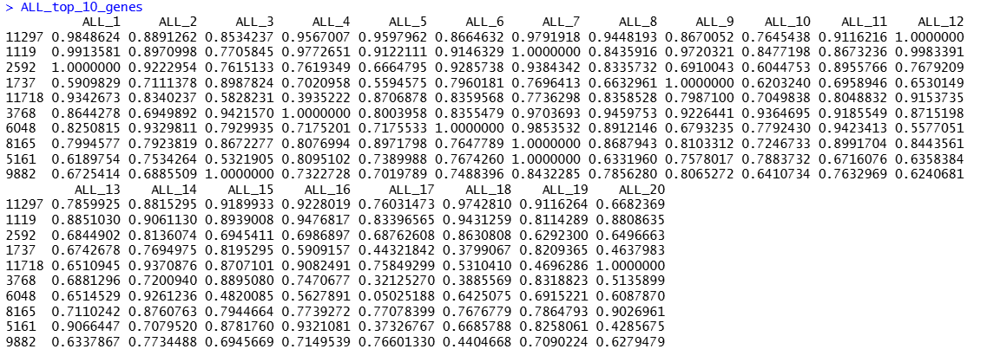 > ALL_top_10_genes
ALL_1 ALL_2 ALL_3 ALL_4 ALL_5 ALL_6 ALL_7 ALL_8 ALL_9 ALL_10 ALL_11 ALL_12
11297 0.9848624 0.8891262 0.8534237 0.9567007 0.9597962 0.8664632 0.9791918 0.9448193 0.8670052 0.7645438 0.9116216 1.0000000
1119 0.9913581 0.8970998 0.7705845 0.9772651 0.9122111 0.9146329 1.0000000 0.8435916 0.9720321 0.8477198 0.8673236 0.9983391
2592 1.0000000 0.9222954 0.7615133 0.7619349 0.6664795 0.9285738 0.9384342 0.8335732 0.6910043 0.6044753 0.8955766 0.7679209
1737 0.5909829 0.7111378 0.8987824 0.7020958 0.5594575 0.7960181 0.7696413 0.6632961 1.0000000 0.6203240 0.6958946 0.6530149
11718 0.9342673 0.8340237 0.5828231 0.3935222 0.8706878 0.8359568 0.7736298 0.8358528 0.7987100 0.7049838 0.8048832 0.9153735
3768 0.8644278 0.6949892 0.9421570 1.0000000 0.8003958 0.8355479 0.9703693 0.9459753 0.9226441 0.9364695 0.9185549 0.8715198
6048 0.8250815 0.9329811 0.7929935 0.7175201 0.7175533 1.0000000 0.9853532 0.8912146 0.6793235 0.7792430 0.9423413 0.5577051
8165 0.7994577 0.7923819 0.8672277 0.8076994 0.8971798 0.7647789 1.0000000 0.8687943 0.8103312 0.7246733 0.8991704 0.8443561
5161 0.6189754 0.7534264 0.5321905 0.8095102 0.7389988 0.7674260 1.0000000 0.6331960 0.7578017 0.7883732 0.6716076 0.6358384
9882 0.6725414 0.6885509 1.0000000 0.7322728 0.7019789 0.7488396 0.8432285 0.7856280 0.8065272 0.6410734 0.7632969 0.6240681
ALL_13 ALL_14 ALL_15 ALL_16 ALL_17 ALL_18 ALL_19 ALL_20
11297 0.7859925 0.8815295 0.9189933 0.9228019 0.76031473 0.9742810 0.9116264 0.6682369
1119 0.8851030 0.9061130 0.8939008 0.9476817 0.83396565 0.9431259 0.8114289 0.8808635
2592 0.6844902 0.8136074 0.6945411 0.6986897 0.68762608 0.8630808 0.6292300 0.6496663
1737 0.6742678 0.7694975 0.8195295 0.5909157 0.44321842 0.3799067 0.8209365 0.4637983
11718 0.6510945 0.9370876 0.8707101 0.9082491 0.75849299 0.5310410 0.4696286 1.0000000
3768 0.6881296 0.7200940 0.8895080 0.7470677 0.32125270 0.3885569 0.8318823 0.5135899
6048 0.6514529 0.9261236 0.4820085 0.5627891 0.05025188 0.6425075 0.6915221 0.6087870
8165 0.7110242 0.8760763 0.7944664 0.7739272 0.77078399 0.7676779 0.7864793 0.9026961
5161 0.9066447 0.7079520 0.8781760 0.9321081 0.37326767 0.6685788 0.8258061 0.4285675
9882 0.6337867 0.7734488 0.6945669 0.7149539 0.76601330 0.4404668 0.7090224 0.6279479